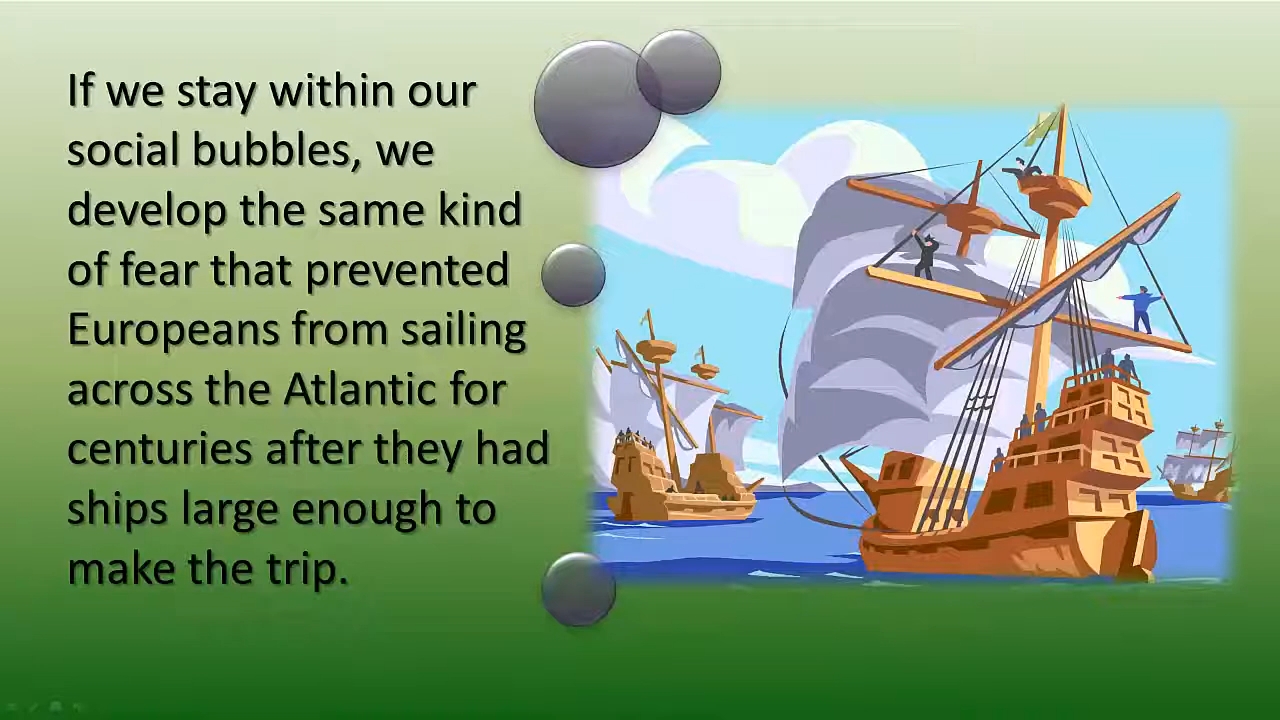 If we stay within our
social bubbles, we
develop the same kind
of fear that prevented
Europeans from sailing
across the Atlantic for
centuries after they had
ships large enough to
make the trip.